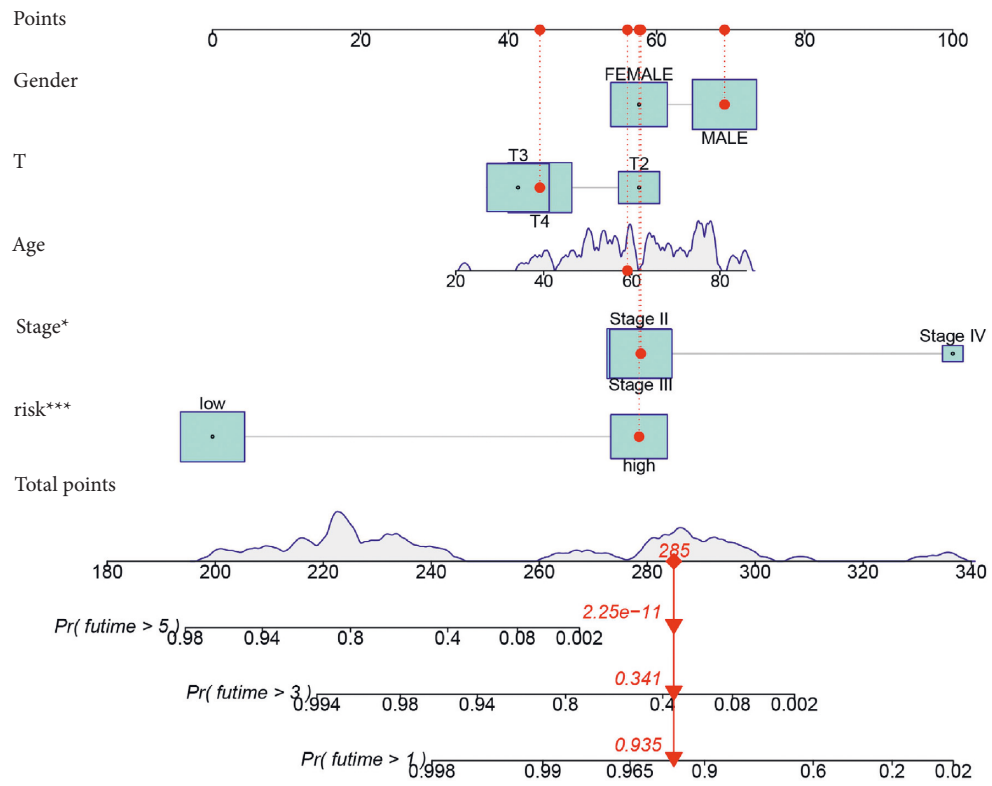 Points
0 20 40 60 80 100
Gender
FEMALE
MALE
T
T3 T2
T4
Age
20 40 60 80
Stage*
Stage II
Stage IV
Stage III
risk***
low
high
Total points
285
180 200 220 240 260 280 300 320 340
2.25e−11
Pr( futime > 5 )
0.98 0.94 0.8 0.4 0.08 0.002
0.341
Pr( futime > 3 )
0.994 0.98 0.94 0.8 0.4 0.08 0.002
0.935
Pr( futime > 1 )
0.998 0.99 0.965 0.9 0.6 0.2 0.02